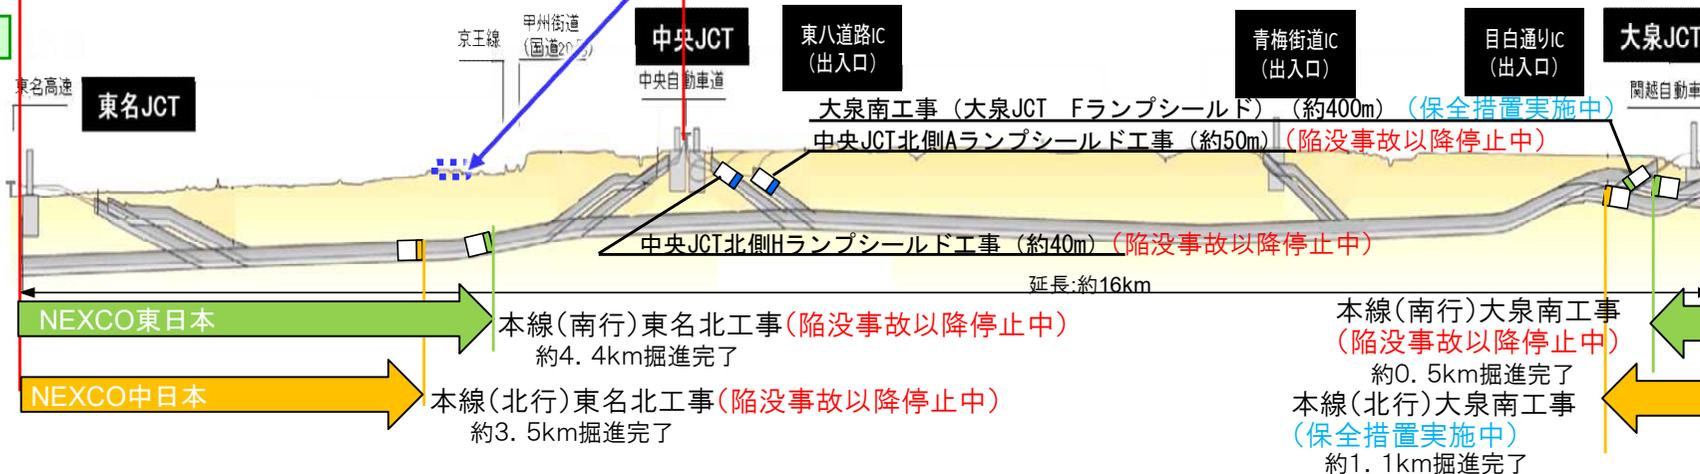 京王線
甲州街道
(国道20号)
中央JCT
中央自動車道
東八道路IC
(出入口)
青梅街道IC
(出入口)
目白通りIC
(出入口)
大泉JCT
関越自動車
東名高速
東名JCT
大泉南工事(大泉JCT Fランプシールド)(約400m)(保全措置実施中)
中央JCT北側Aランプシールド工事(約50m)(陥没事故以降停止中)
中央JCT北側Hランプシールド工事(約40m)(陥没事故以降停止中)
延長:約16km
NEXCO東日本
本線(南行)東名北工事(陥没事故以降停止中)
約4.4km掘進完了
NEXCO中日本
本線(北行)東名北工事(陥没事故以降停止中)
約3.5km掘進完了
本線(南行)大泉南工事
(陥没事故以降停止中)
約0.5km掘進完了
本線(北行)大泉南工事
(保全措置実施中)
約1.1km掘進完了